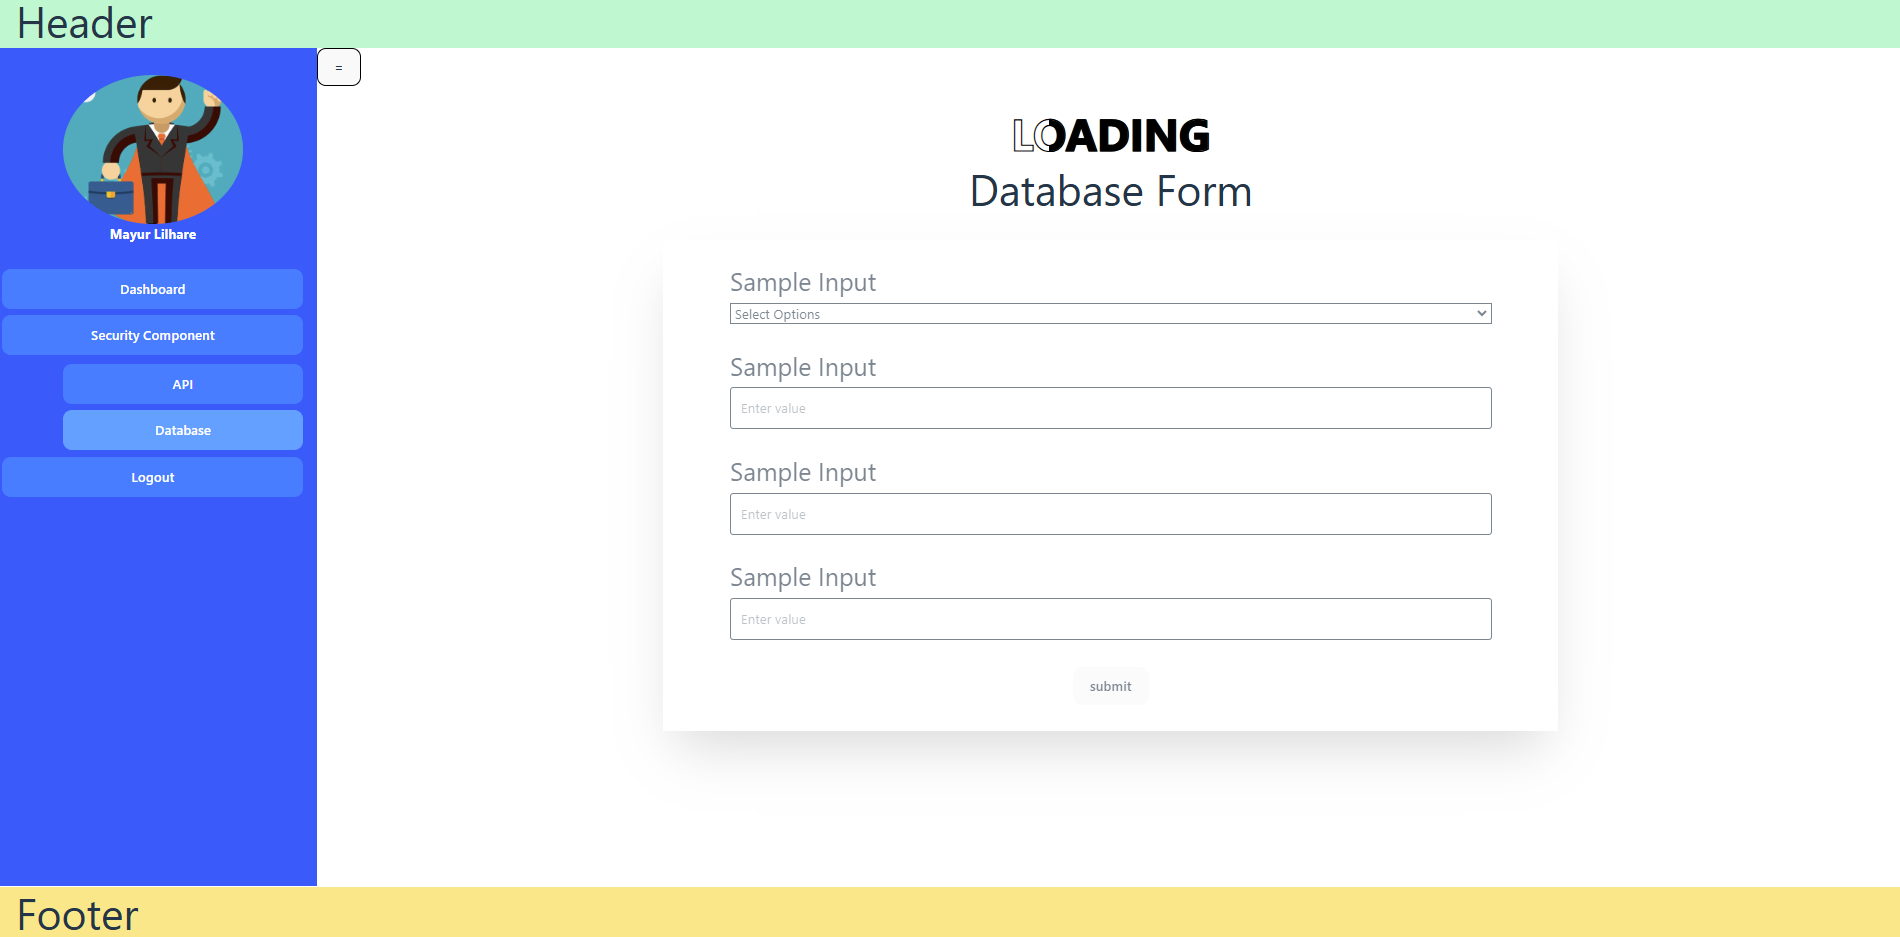 Header
=
Mayur Lilhare
Dashboard
Security Component
API
Database
Logout
LOADING
Database Form
Sample Input
Select Options
Sample Input
Enter value
Sample Input
Enter value
Sample Input
Enter value
submit
Footer